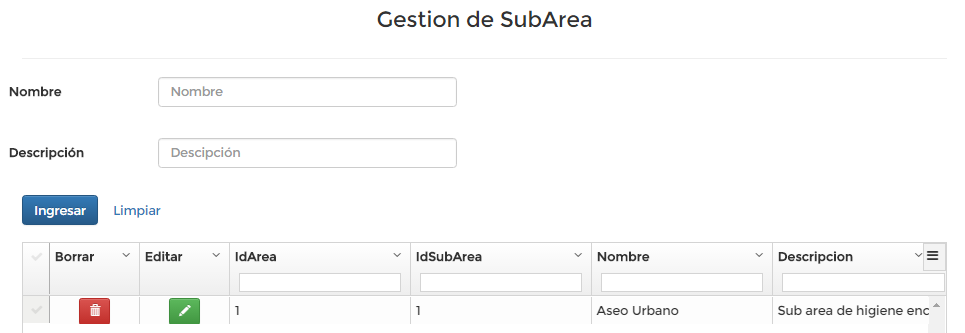 Gestion de SubArea
Nombre
Nombre
Descripción
Descipción
Ingresar Limpiar
Borrar Editar IdArea IdSubArea Nombre Descripcion
1 1 Aseo Urbano Sub area de higiene enc